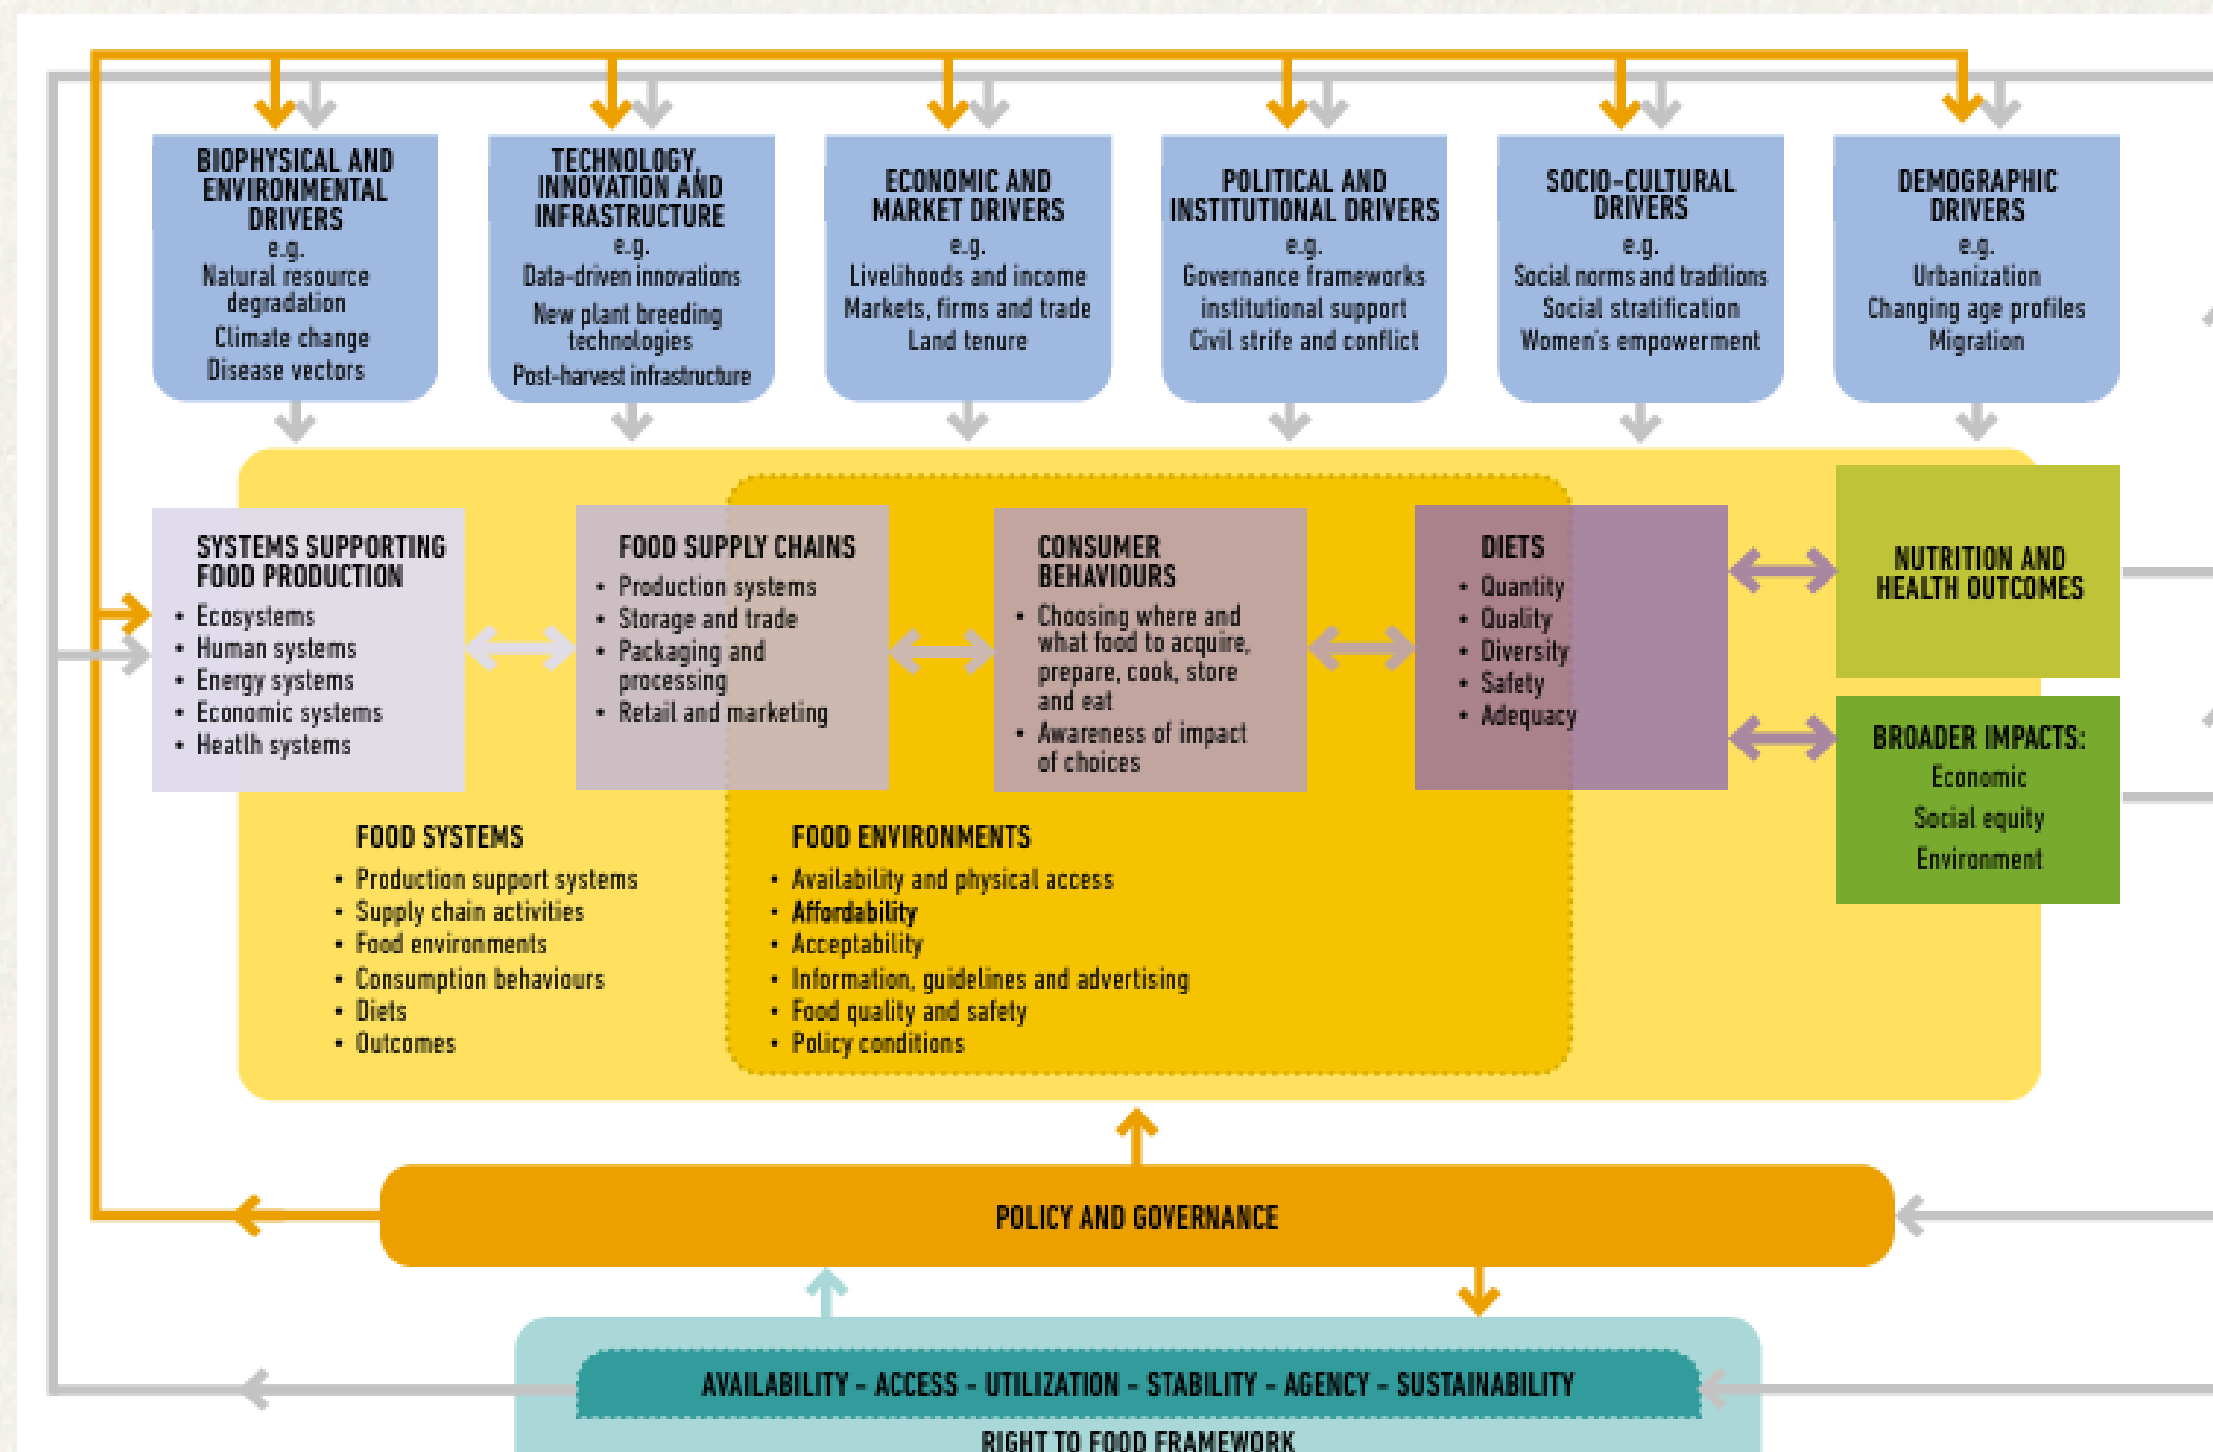 BIOPHYSICAL AND
ENVIRONMENTAL
DRIVERS
e.g.
Natural resource
degradation
Climate change
Disease vectors
TECHNOLOGY,
INNOVATION AND
INFRASTRUCTURE
e.g.
Data-driven innovations
New plant breeding
technologies
Post-harvest infrastructure
ECONOMIC AND
MARKET DRIVERS
e.g.
Livelihoods and income
Markets, firms and trade
Land tenure
POLITICAL AND
INSTITUTIONAL DRIVERS
e.g.
Governance frameworks
institutional support
Civil strife and conflict
SOCIO-CULTURAL
DRIVERS
e.g.
Social norms and traditions
Social stratification
Women's empowerment
DEMOGRAPHIC
DRIVERS
e.g.
Urbanization
Changing age profiles
Migration
SYSTEMS SUPPORTING
FOOD PRODUCTION
• Ecosystems
• Human systems
• Energy systems
• Economic systems
• Heatlh systems
FOOD SUPPLY CHAINS
• Production systems
• Storage and trade
• Packaging and
processing
• Retail and marketing
CONSUMER
BEHAVIOURS
• Choosing where and
what food to acquire,
prepare, cook, store
and eat
• Awareness of impact
of choices
DIETS
• Quantity
• Quality
• Diversity
• Safety
• Adequacy
NUTRITION AND
HEALTH OUTCOMES
BROADER IMPACTS:
Economic
Social equity
Environment
FOOD SYSTEMS
• Production support systems
• Supply chain activities
• Food environments
• Consumption behaviours
• Diets
• Outcomes
FOOD ENVIRONMENTS
• Availability and physical access
• Affordability
• Acceptability
• Information, guidelines and advertising
• Food quality and safety
• Policy conditions
POLICY AND GOVERNANCE
AVAILABILITY - ACCESS - UTILIZATION - STABILITY - AGENCY - SUSTAINABILITY
RIGHT TO FOOD FRAMEWORK